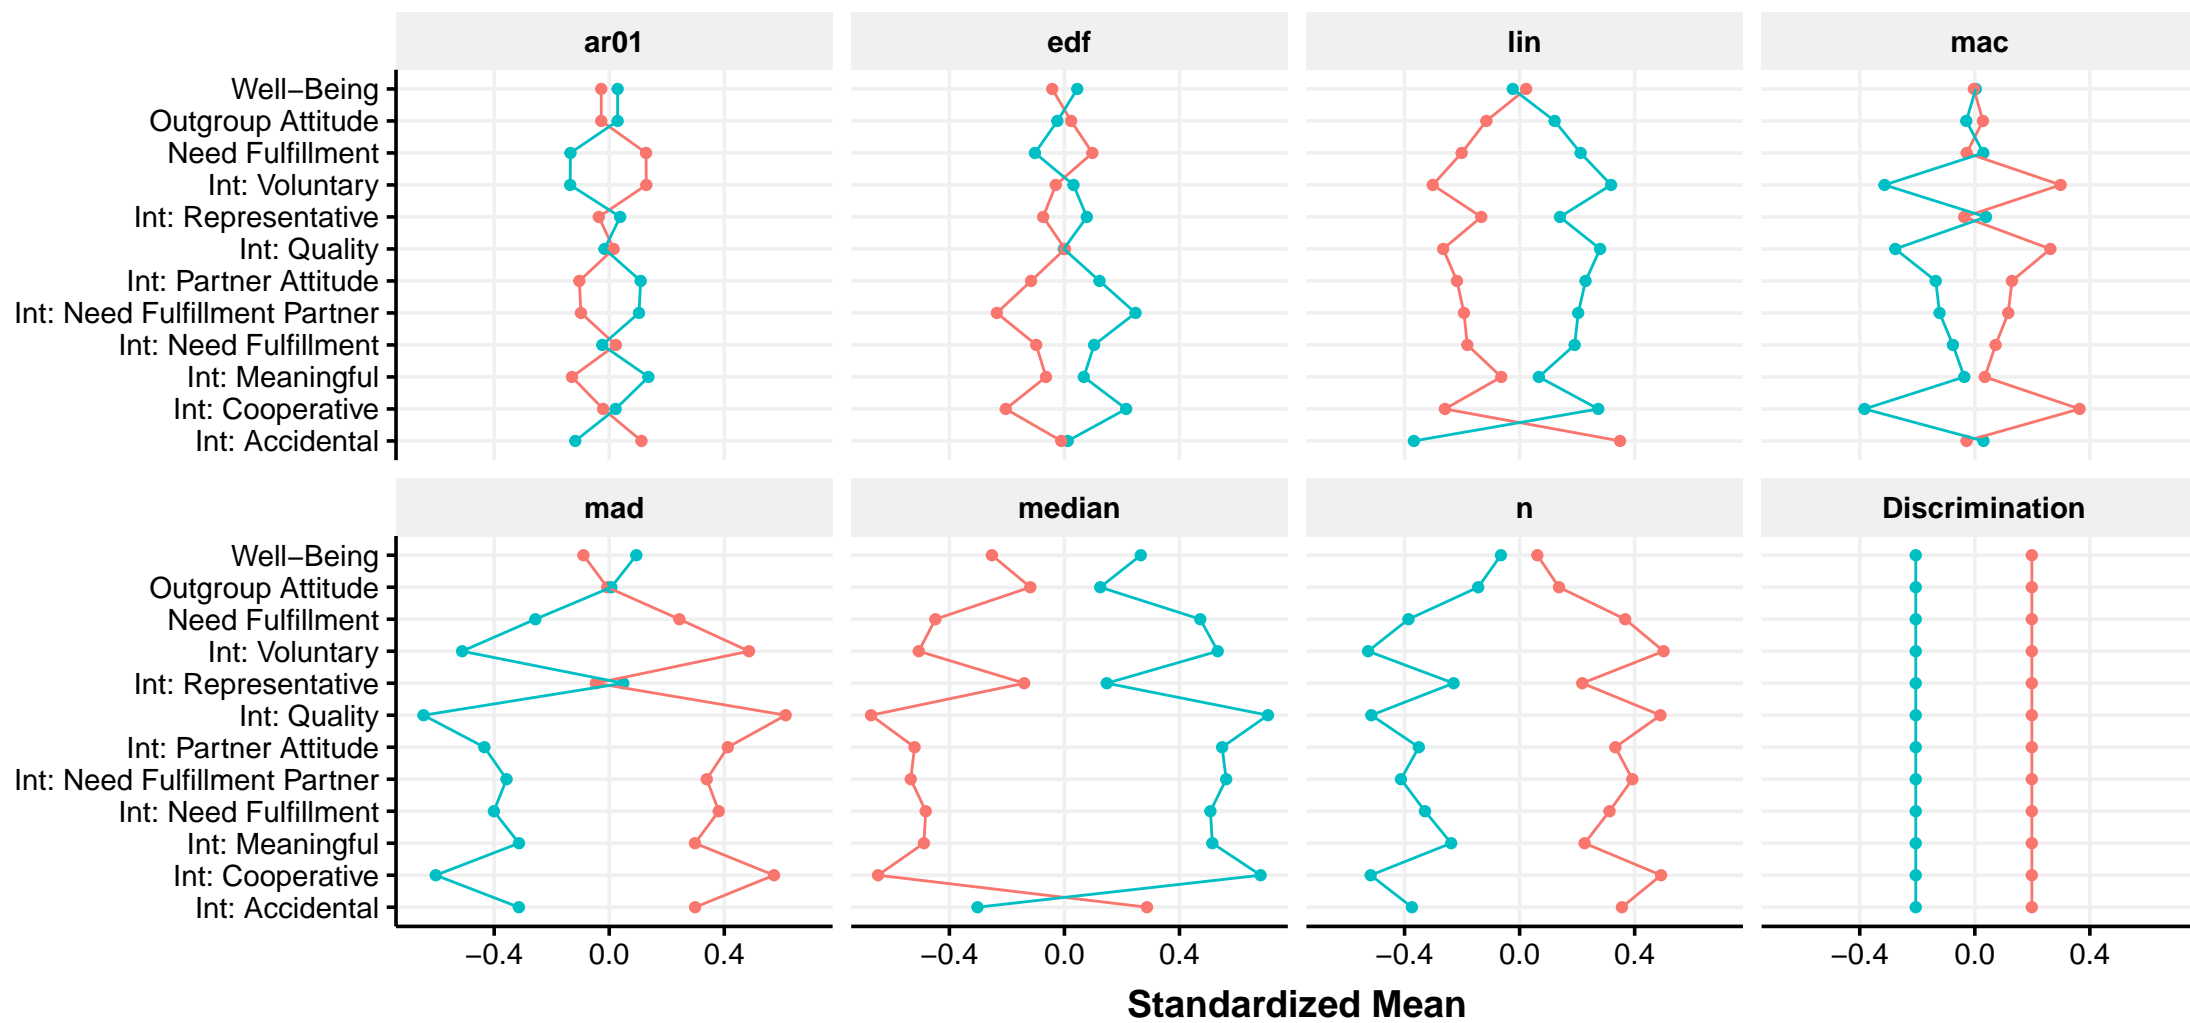 ar01 edf lin mac
Well−Being
Outgroup Attitude
Need Fulfillment
Int: Voluntary
Int: Representative
Int: Quality
Int: Partner Attitude
Int: Need Fulfillment Partner
Int: Need Fulfillment
Int: Meaningful
Int: Cooperative
Int: Accidental
mad median n Discrimination
Well−Being
Outgroup Attitude
Need Fulfillment
Int: Voluntary
Int: Representative
Int: Quality
Int: Partner Attitude
Int: Need Fulfillment Partner
Int: Need Fulfillment
Int: Meaningful
Int: Cooperative
Int: Accidental
−0.4 0.0 0.4 −0.4 0.0 0.4 −0.4 0.0 0.4 −0.4 0.0 0.4
Standardized Mean